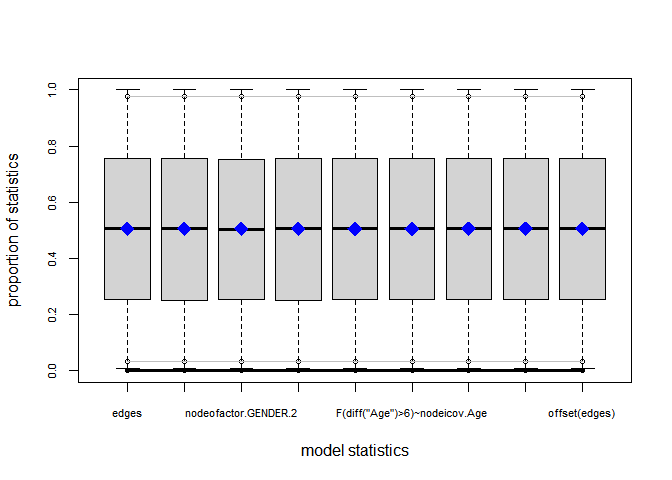 proportion of statistics
1.0
0.8
0.6
0.4
0.2
0.0
edges nodeofactor.GENDER.2 F(diff("Age")>6)~nodeicov.Age offset(edges)
model statistics